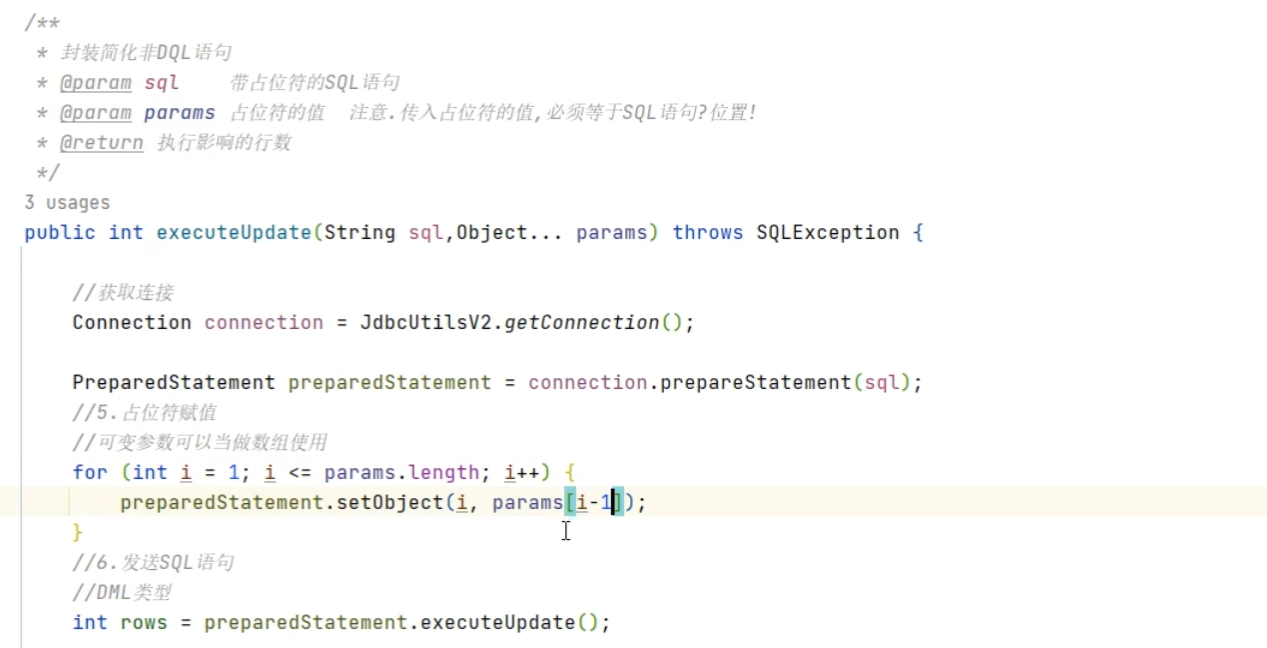 /**
* 封装简化非DQL语句
* @param sql 带占位符的SQL语句
* @param params 占位符的值 注意.传入占位符的值,必须等于SQL语句?位置!
* @return 执行影响的行数
*/
3 usages
public int executeUpdate(String sql,Object... params) throws SQLException {
//获取连接
Connection connection = JdbcUtilsV2.getConnection();
PreparedStatement preparedStatement = connection.prepareStatement(sql);
//5.占位符赋值
//可变参数可以当做数组使用
for (int i = 1; i <= params.length; i++) {
preparedStatement.setObject(i, params[i-1]);
}
//6.发送SQL语句
//DML类型
int rows = preparedStatement.executeUpdate();